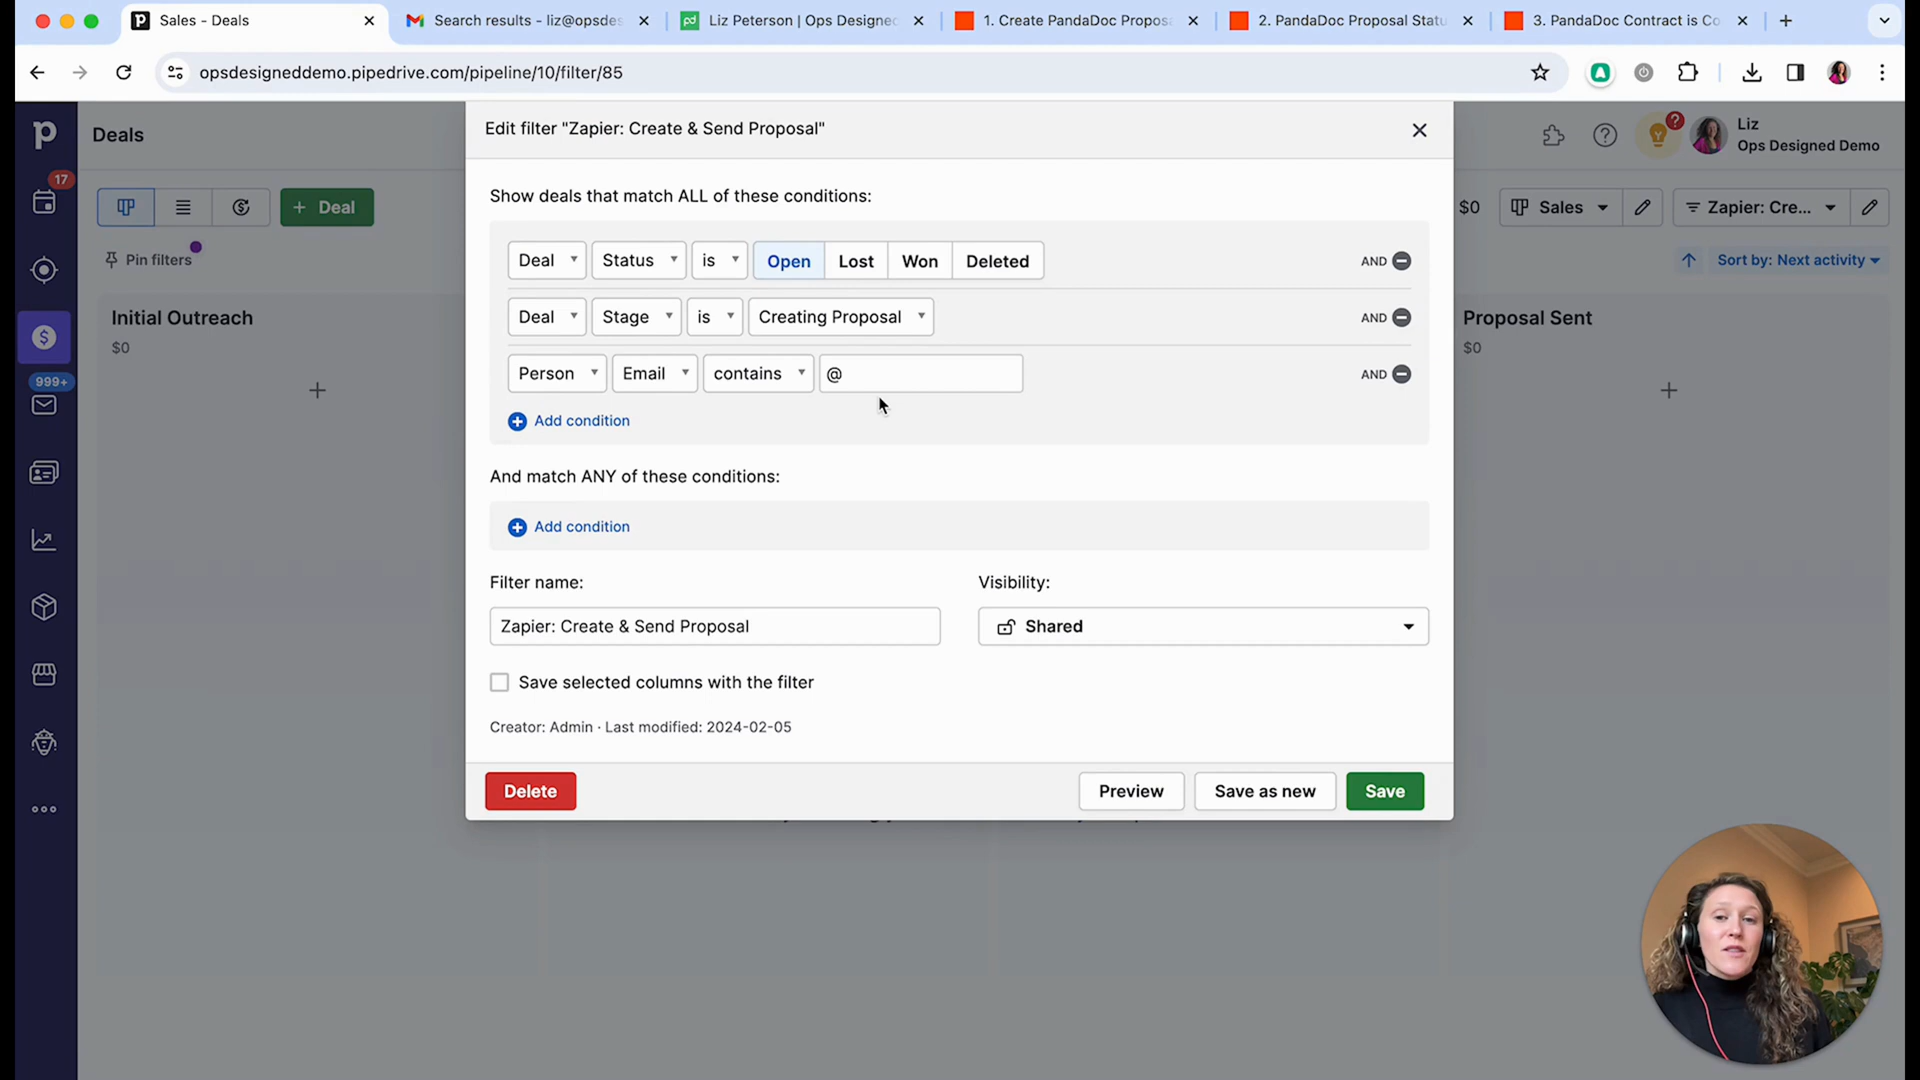 Sales - Deals
Search results - liz@opsdes
Liz Peterson | Ops Designed
1. Create PandaDoc Propos
2. PandaDoc Proposal Statu
3. PandaDoc Contract is Co
opsdesigneddemo.pipedrive.com/pipeline/10/filter/85
Deals
Edit filter "Zapier: Create & Send Proposal"
Liz
Ops Designed Demo
17
999+
?
Show deals that match ALL of these conditions:
+ Deal
$0
Sales
Zapier: Cre...
Pin filters
Sort by: Next activity
Deal Status is Open Lost Won Deleted AND
Deal Stage is Creating Proposal AND
Person Email contains @ AND
Add condition
Initial Outreach
$0
Proposal Sent
$0
And match ANY of these conditions:
Add condition
Filter name:
Visibility:
Zapier: Create & Send Proposal
Shared
Save selected columns with the filter
Creator: Admin · Last modified: 2024-02-05
Delete
Preview
Save as new
Save